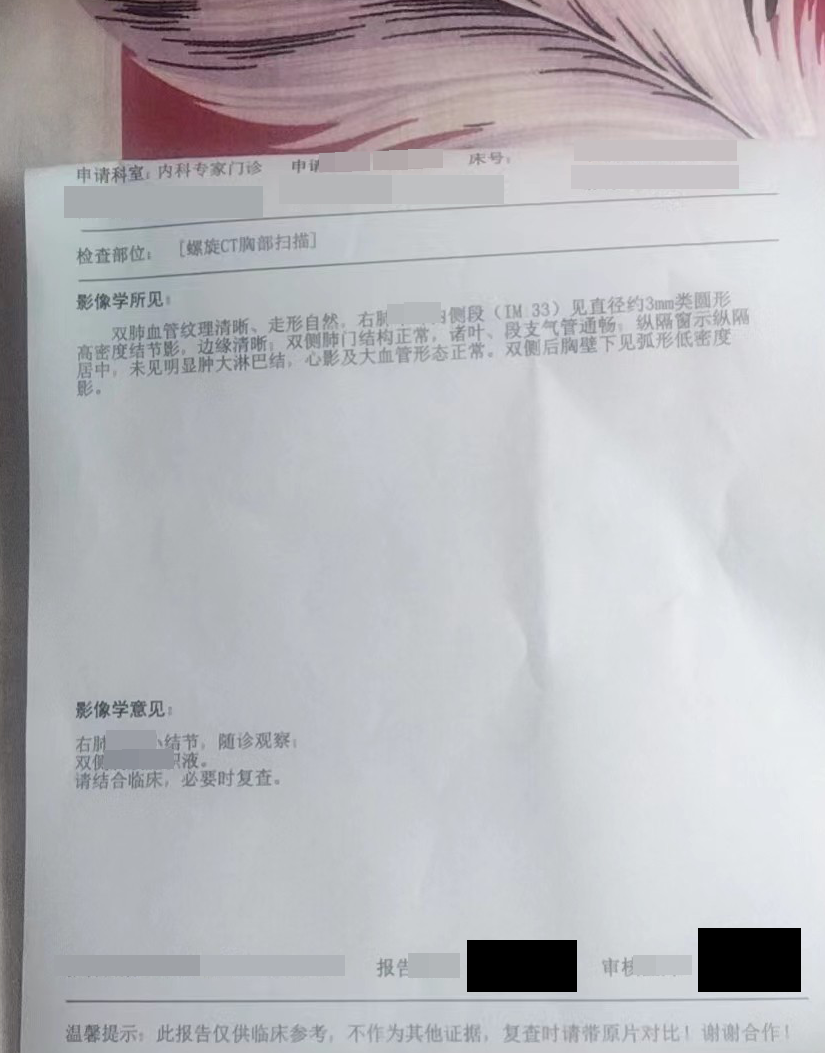 申请科室：内科专家门诊 申请 床号：
检查部位： [螺旋CT胸部扫描]
影像学所见：
双肺血管纹理清晰、走形自然，右肺 侧段（IM 33）见直径约3mm类圆形
高密度结节影，边缘清晰；双侧肺门结构正常，诸叶、段支气管通畅；纵隔窗示纵隔
居中，未见明显肿大淋巴结，心影及大血管形态正常。双侧后胸壁下见弧形低密度
影。
影像学意见：
右肺 小结节，随诊观察；
双侧 积液。
请结合临床，必要时复查。
报告 审核
温馨提示：此报告仅供临床参考，不作为其他证据，复查时请带原片对比！谢谢合作！